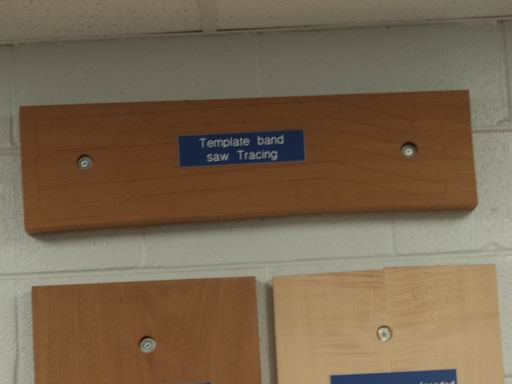 Template band
saw Tracing